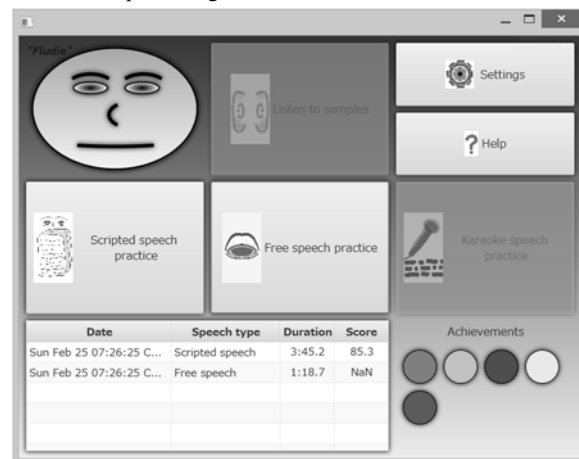 "Fludie"
Listen to samples
Settings
Help
Scripted speech
practice
Free speech practice
Karaoke speech
practice
Date Speech type Duration Score
Sun Feb 25 07:26:25 C... Scripted speech 3:45.2 85.3
Sun Feb 25 07:26:25 C... Free speech 1:18.7 NaN
Achievements